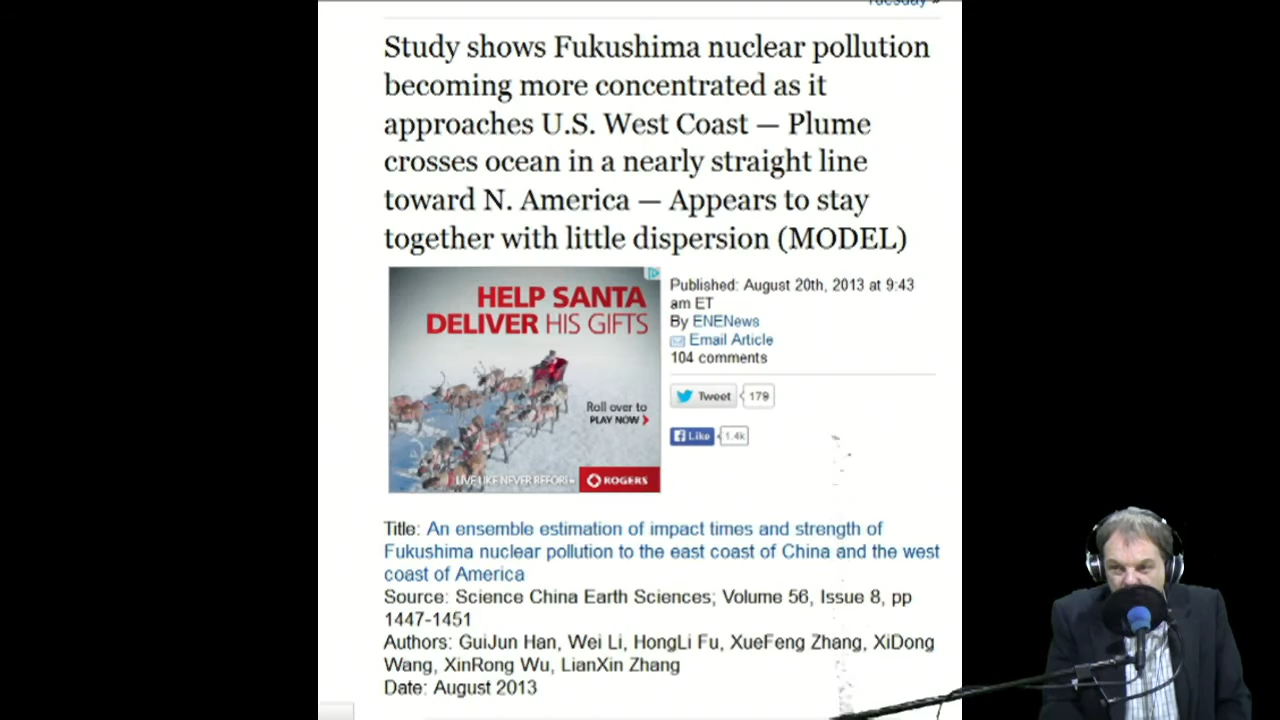 Tuesday »
Study shows Fukushima nuclear pollution
becoming more concentrated as it
approaches U.S. West Coast — Plume
crosses ocean in a nearly straight line
toward N. America — Appears to stay
together with little dispersion (MODEL)
HELP SANTA
DELIVER HIS GIFTS
Roll over to
PLAY NOW
LIVE LIKE NEVER BEFORE
ROGERS
Published: August 20th, 2013 at 9:43
am ET
By ENENews
Email Article
104 comments
Tweet 179
Like 1.4k
Title: An ensemble estimation of impact times and strength of
Fukushima nuclear pollution to the east coast of China and the west
coast of America
Source: Science China Earth Sciences; Volume 56, Issue 8, pp
1447-1451
Authors: GuiJun Han, Wei Li, HongLi Fu, XueFeng Zhang, XiDong
Wang, XinRong Wu, LianXin Zhang
Date: August 2013